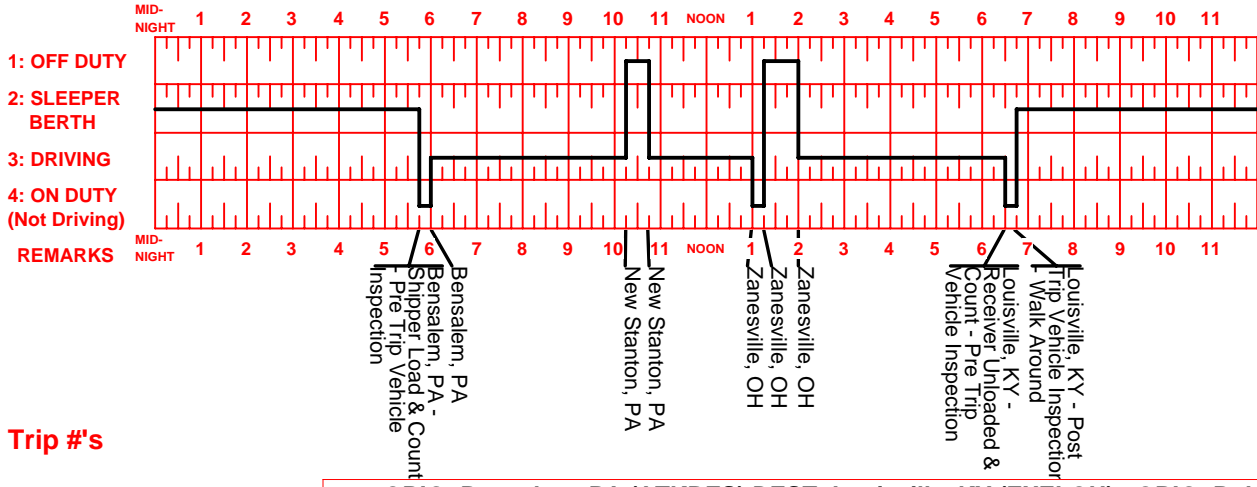 MID-
NIGHT 1 2 3 4 5 6 7 8 9 10 11 NOON 1 2 3 4 5 6 7 8 9 10 11
1: OFF DUTY
2: SLEEPER
BERTH
3: DRIVING
4: ON DUTY
(Not Driving)
REMARKS
MID-
NIGHT 1 2 3 4 5 6 7 8 9 10 11 NOON 1 2 3 4 5 6 7 8 9 10 11
Bensalem, PA -
Shipper Load & Count
- Pre Trip Vehicle
Inspection
Bensalem, PA
New Stanton, PA
New Stanton, PA
Zanesville, OH
Zanesville, OH
Zanesville, OH
Louisville, KY -
Receiver Unloaded &
Count - Pre Trip
Vehicle Inspection
Louisville, KY - Post
Trip Vehicle Inspection
- Walk Around
Trip #'s